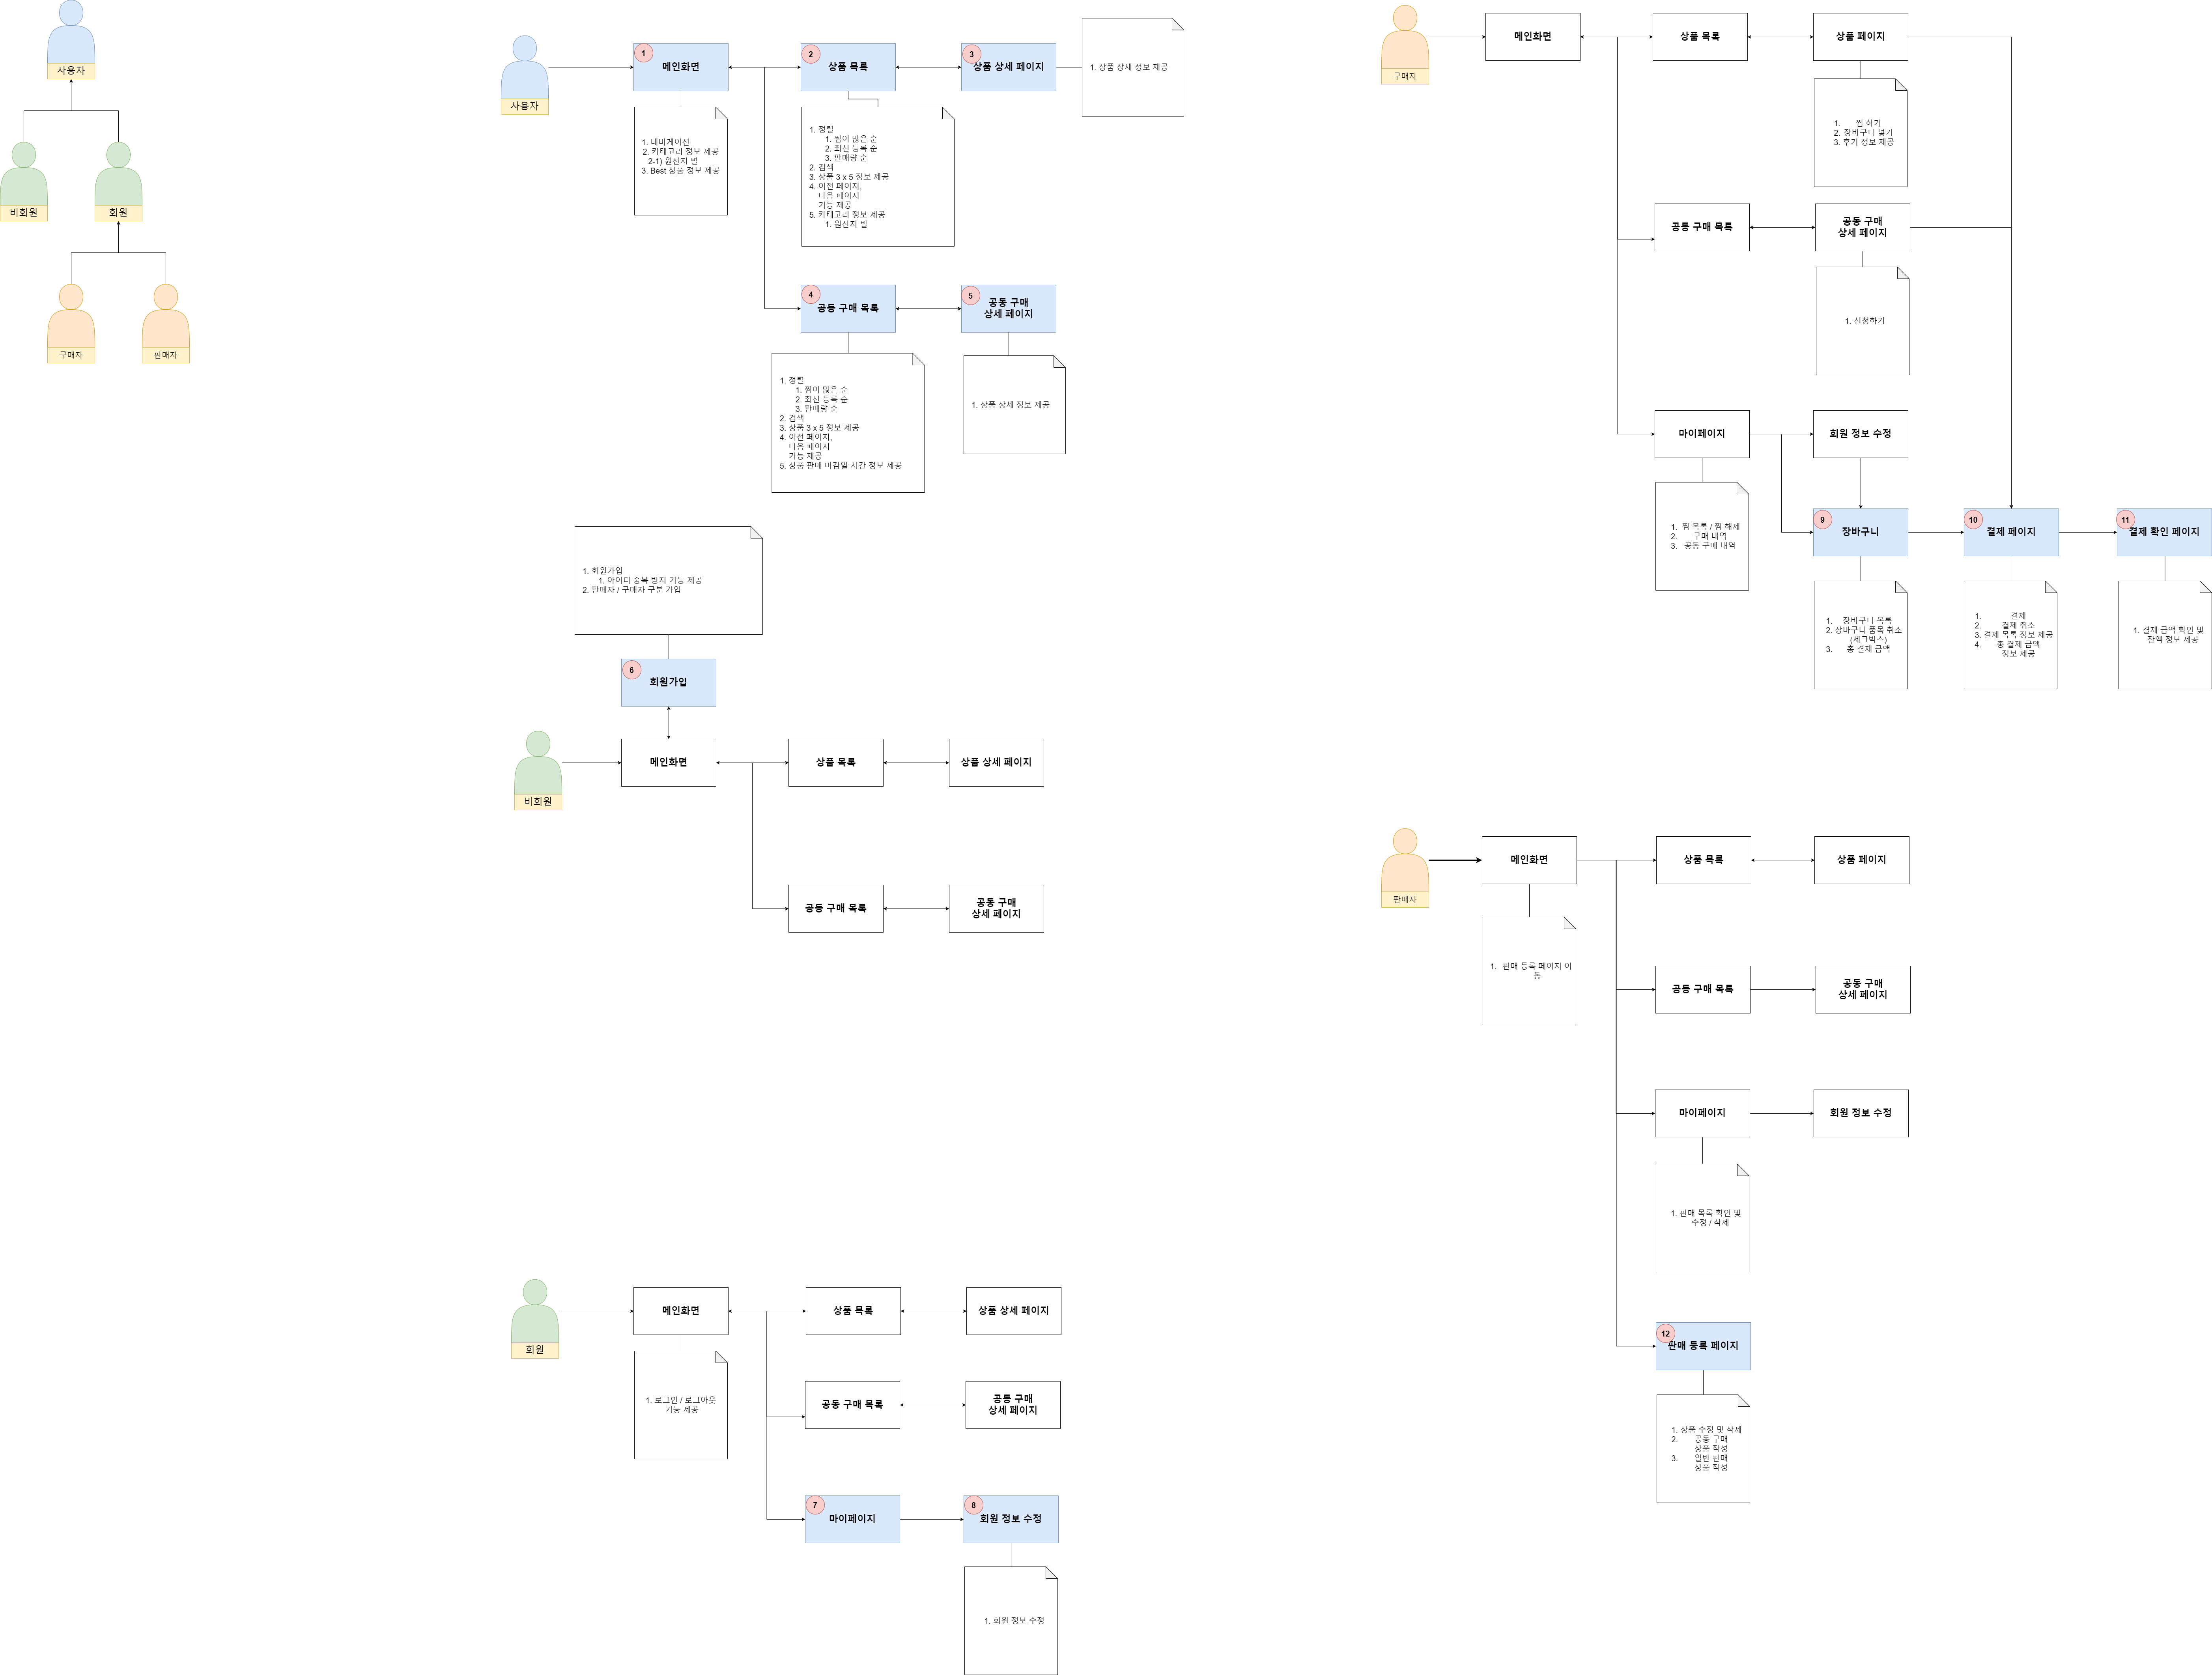 사용자
비회원
회원
구매자
판매자
사용자
1
메인화면
1. 네비게이션
2. 카테고리 정보 제공
2-1) 원산지 별
3. Best 상품 정보 제공
2
상품 목록
1. 정렬
1. 찜이 많은 순
2. 최신 등록 순
3. 판매량 순
2. 검색
3. 상품 3 x 5 정보 제공
4. 이전 페이지,
다음 페이지
기능 제공
5. 카테고리 정보 제공
1. 원산지 별
3
상품 상세 페이지
1. 상품 상세 정보 제공
4
공동 구매 목록
1. 정렬
1. 찜이 많은 순
2. 최신 등록 순
3. 판매량 순
2. 검색
3. 상품 3 x 5 정보 제공
4. 이전 페이지,
다음 페이지
기능 제공
5. 상품 판매 마감일 시간 정보 제공
5
공동 구매
상세 페이지
1. 상품 상세 정보 제공
1. 회원가입
1. 아이디 중복 방지 기능 제공
2. 판매자 / 구매자 구분 가입
6
회원가입
비회원
메인화면
상품 목록
상품 상세 페이지
공동 구매 목록
공동 구매
상세 페이지
회원
메인화면
1. 로그인 / 로그아웃
기능 제공
상품 목록
상품 상세 페이지
공동 구매 목록
공동 구매
상세 페이지
7
마이페이지
8
회원 정보 수정
1. 회원 정보 수정
구매자
메인화면
상품 목록
상품 페이지
1. 찜 하기
2. 장바구니 넣기
3. 후기 정보 제공
공동 구매 목록
공동 구매
상세 페이지
1. 신청하기
마이페이지
1. 찜 목록 / 찜 해제
2. 구매 내역
3. 공동 구매 내역
회원 정보 수정
9
장바구니
1. 장바구니 목록
2. 장바구니 품목 취소
(체크박스)
3. 총 결제 금액
10
결제 페이지
1. 결제
2. 결제 취소
3. 결제 목록 정보 제공
4. 총 결제 금액
정보 제공
11
결제 확인 페이지
1. 결제 금액 확인 및
잔액 정보 제공
판매자
메인화면
1. 판매 등록 페이지 이
동
상품 목록
상품 페이지
공동 구매 목록
공동 구매
상세 페이지
마이페이지
1. 판매 목록 확인 및
수정 / 삭제
회원 정보 수정
12
판매 등록 페이지
1. 상품 수정 및 삭제
2. 공동 구매
상품 작성
3. 일반 판매
상품 작성